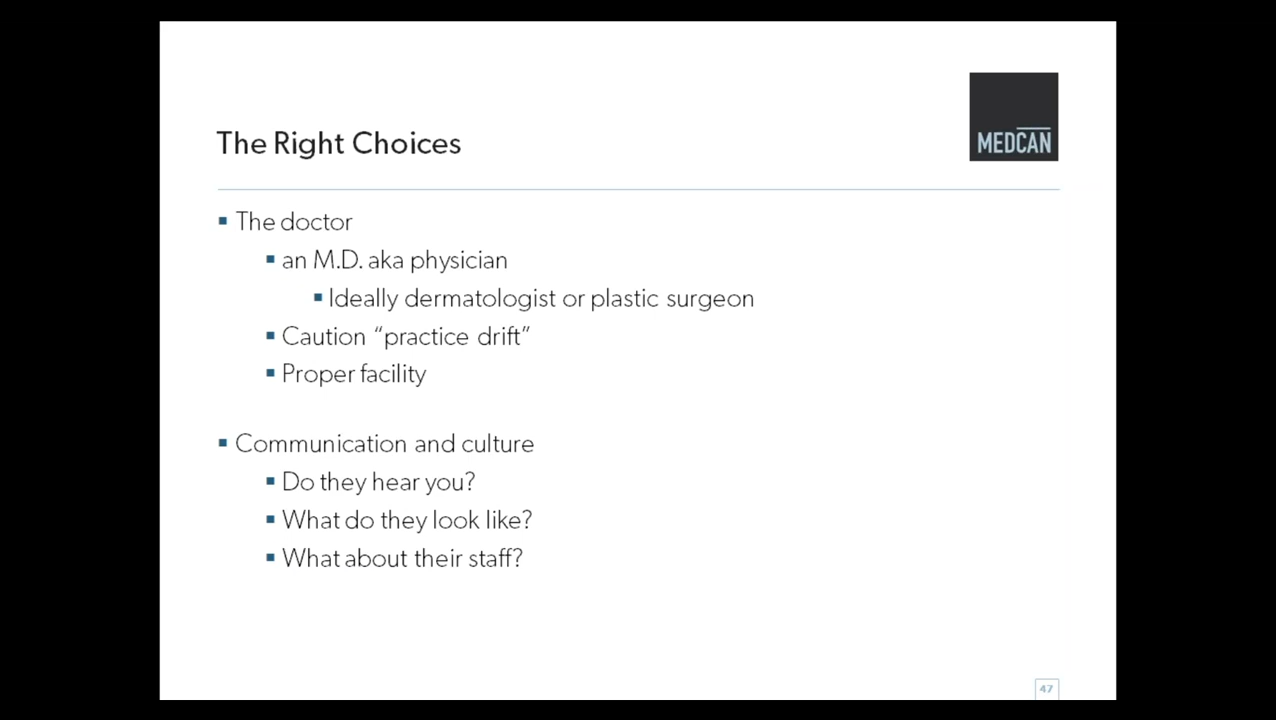 MEDCAN
The Right Choices
The doctor
an M.D. aka physician
Ideally dermatologist or plastic surgeon
Caution “practice drift”
Proper facility
Communication and culture
Do they hear you?
What do they look like?
What about their staff?
47